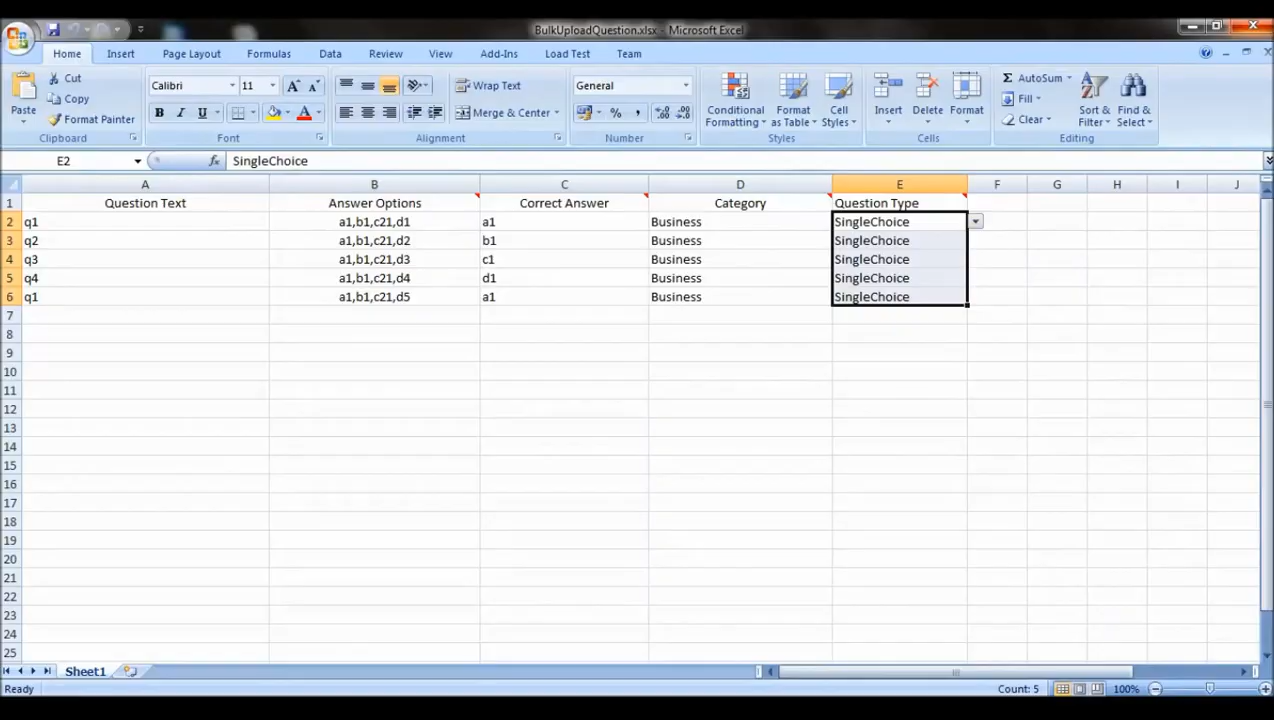 BulkUploadQuestion.xlsx - Microsoft Excel
Home Insert Page Layout Formulas Data Review View Add-Ins Load Test Team
Paste
Cut
Copy
Format Painter
Clipboard
Calibri 11 A A
B I U A
Font
Wrap Text
Merge & Center
Alignment
General
% ,
Number
Conditional Formatting
Format as Table
Cell Styles
Styles
Insert Delete Format
Cells
Σ AutoSum
Fill
Clear
Sort & Filter
Find & Select
Editing
E2 fx SingleChoice
A B C D E F G H I J
1 Question Text Answer Options Correct Answer Category Question Type
2 q1 a1,b1,c21,d1 a1 Business SingleChoice
3 q2 a1,b1,c21,d2 b1 Business SingleChoice
4 q3 a1,b1,c21,d3 c1 Business SingleChoice
5 q4 a1,b1,c21,d4 d1 Business SingleChoice
6 q1 a1,b1,c21,d5 a1 Business SingleChoice
7
8
9
10
11
12
13
14
15
16
17
18
19
20
21
22
23
24
25
Sheet1
Ready Count: 5 100%